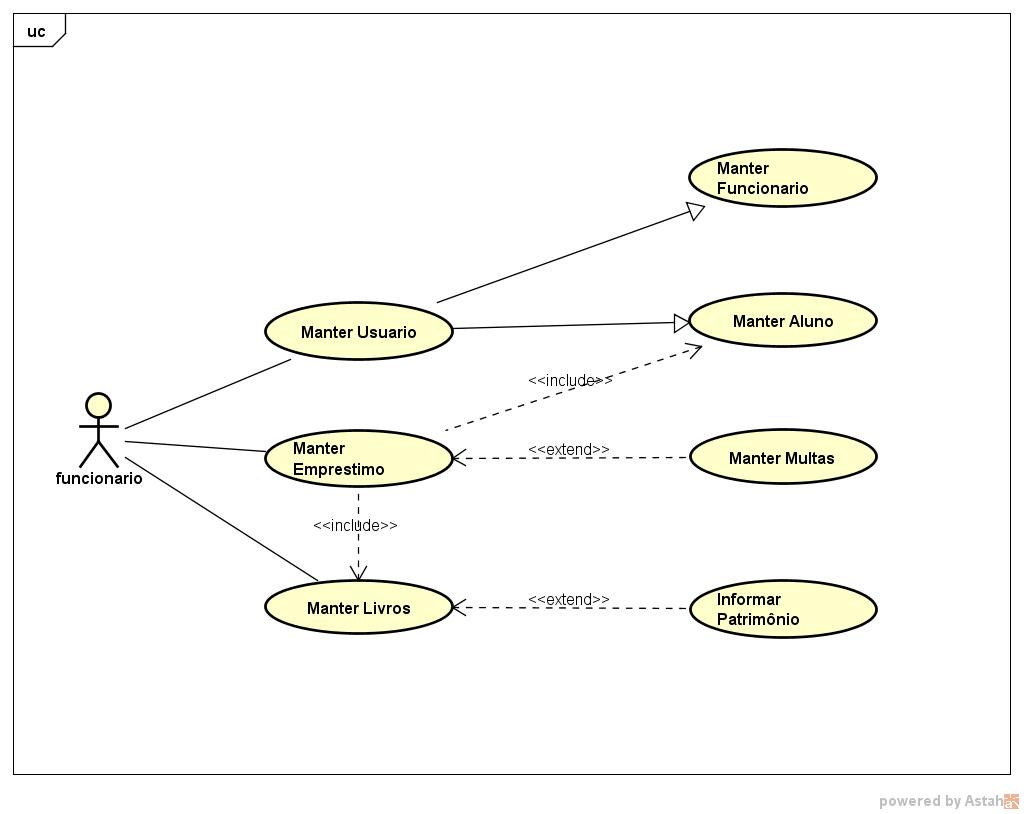 uc
Manter
Funcionario
Manter Usuario
Manter Aluno
<<include>>
funcionario
Manter
Emprestimo
<<extend>>
Manter Multas
<<include>>
Manter Livros
<<extend>>
Informar
Patrimônio
powered by Astah